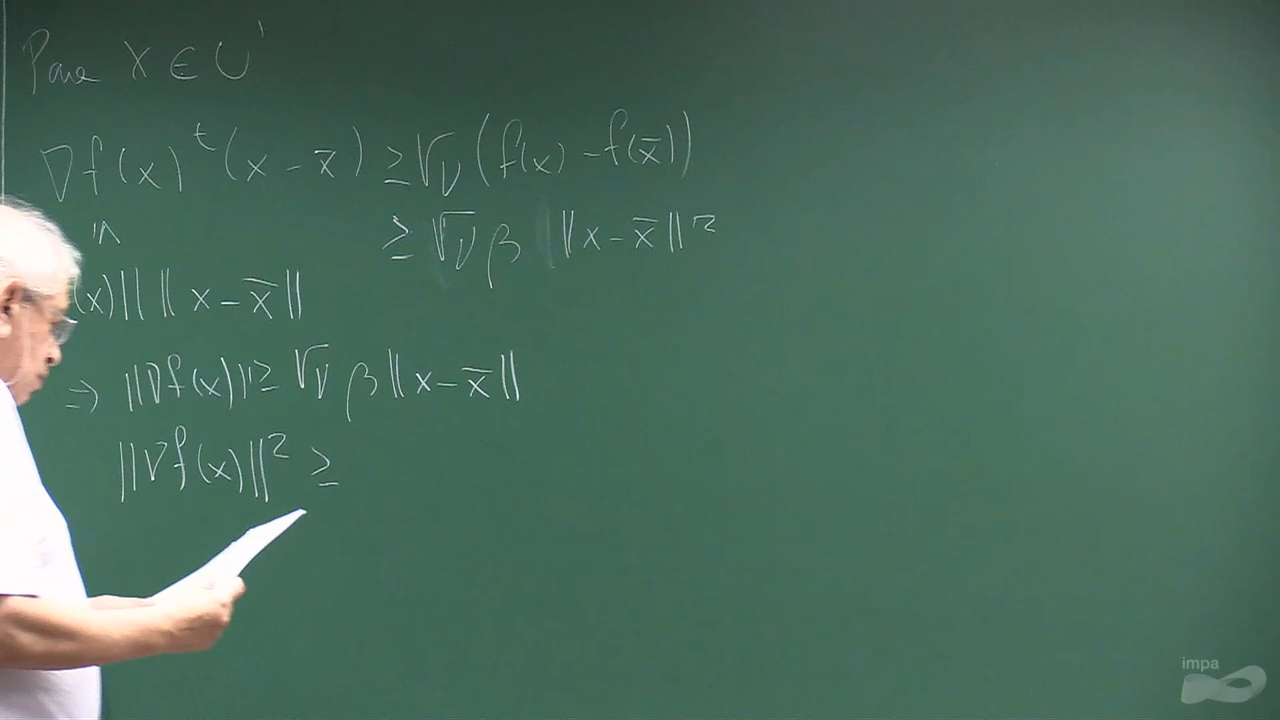 Para x ∈ U'
∇f(x)ᵗ(x - x̄) ≥ √ν (f(x) - f(x̄))
≥ √ν β ||x - x̄||²
(x)|| ||x - x̄||
⇒ ||∇f(x)|| ≥ √ν β ||x - x̄||
||∇f(x)||² ≥
impa